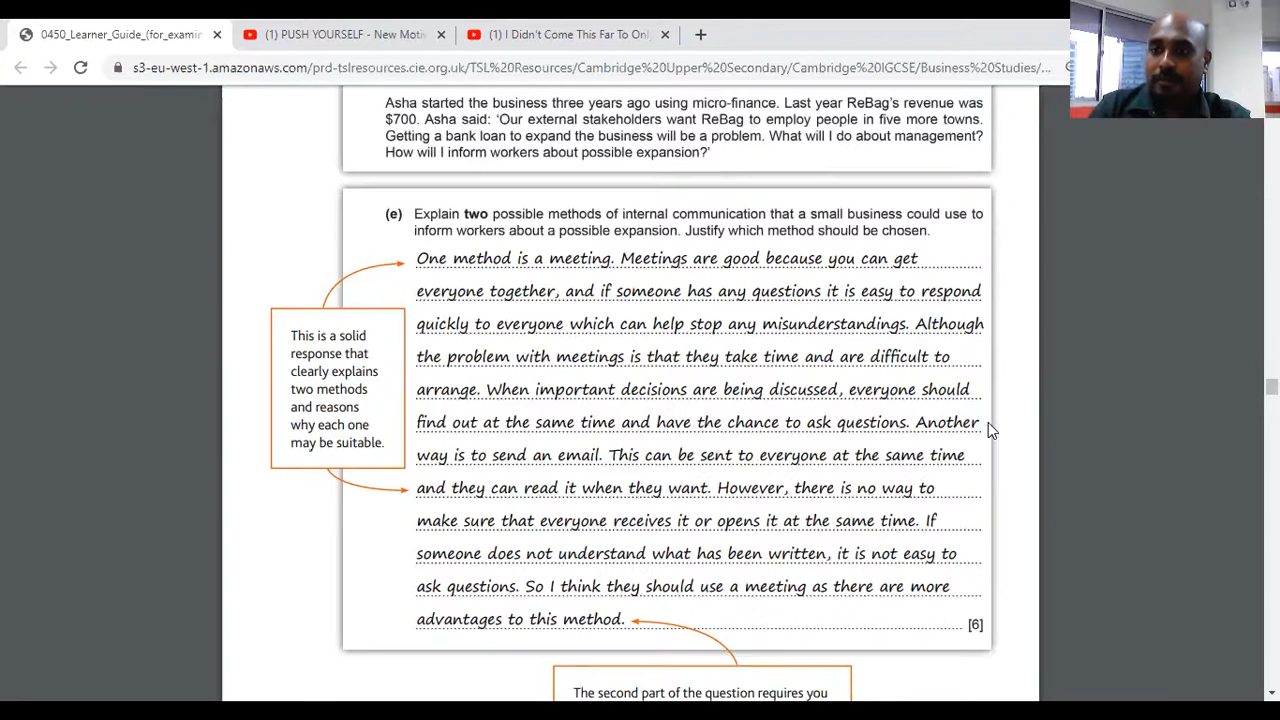 0450_Learner_Guide_(for_examin
(1) PUSH YOURSELF - New Moti
(1) I Didn't Come This Far To Onl
s3-eu-west-1.amazonaws.com/prd-tslresources.cie.org.uk/TSL%20Resources/Cambridge%20Upper%20Secondary/Cambridge%20IGCSE/Business%20Studies/...
Asha started the business three years ago using micro-finance. Last year ReBag's revenue was
$700. Asha said: 'Our external stakeholders want ReBag to employ people in five more towns.
Getting a bank loan to expand the business will be a problem. What will I do about management?
How will I inform workers about possible expansion?'
(e) Explain two possible methods of internal communication that a small business could use to
inform workers about a possible expansion. Justify which method should be chosen.
One method is a meeting. Meetings are good because you can get
everyone together, and if someone has any questions it is easy to respond
quickly to everyone which can help stop any misunderstandings. Although
the problem with meetings is that they take time and are difficult to
arrange. When important decisions are being discussed, everyone should
find out at the same time and have the chance to ask questions. Another
way is to send an email. This can be sent to everyone at the same time
and they can read it when they want. However, there is no way to
make sure that everyone receives it or opens it at the same time. If
someone does not understand what has been written, it is not easy to
ask questions. So I think they should use a meeting as there are more
advantages to this method.
[6]
This is a solid
response that
clearly explains
two methods
and reasons
why each one
may be suitable.
The second part of the question requires you